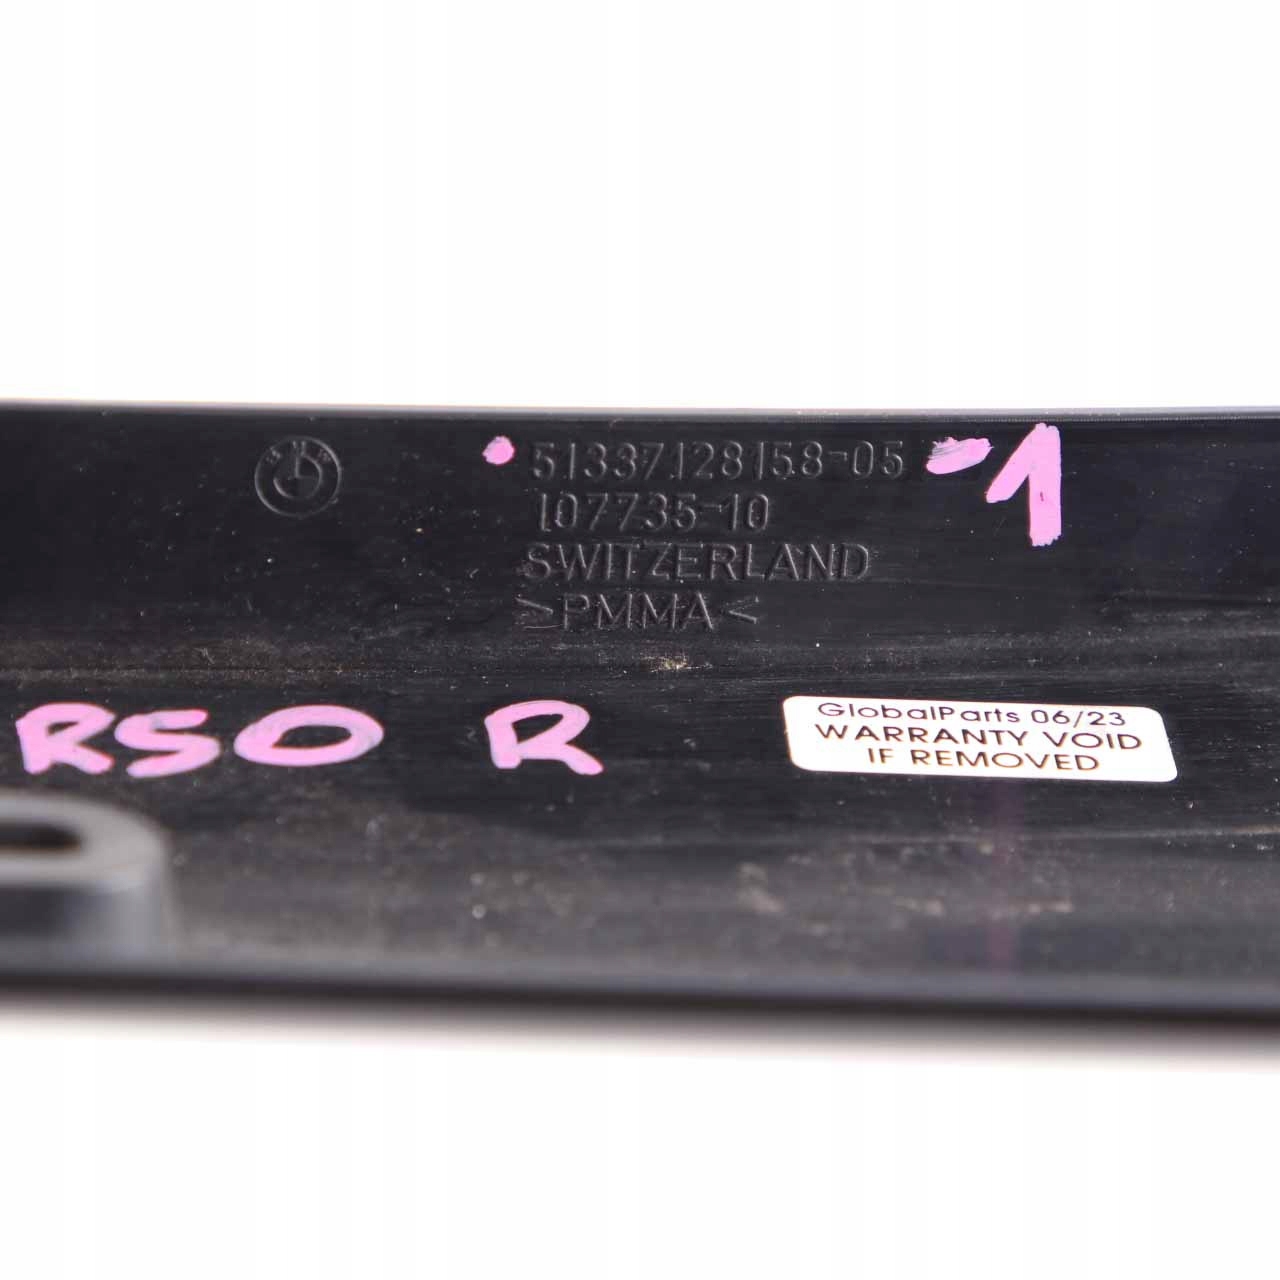 51337128158-05 -1
107735-10
SWITZERLAND
>PMMA<
R50 R
GlobalParts 06/23
WARRANTY VOID
IF REMOVED